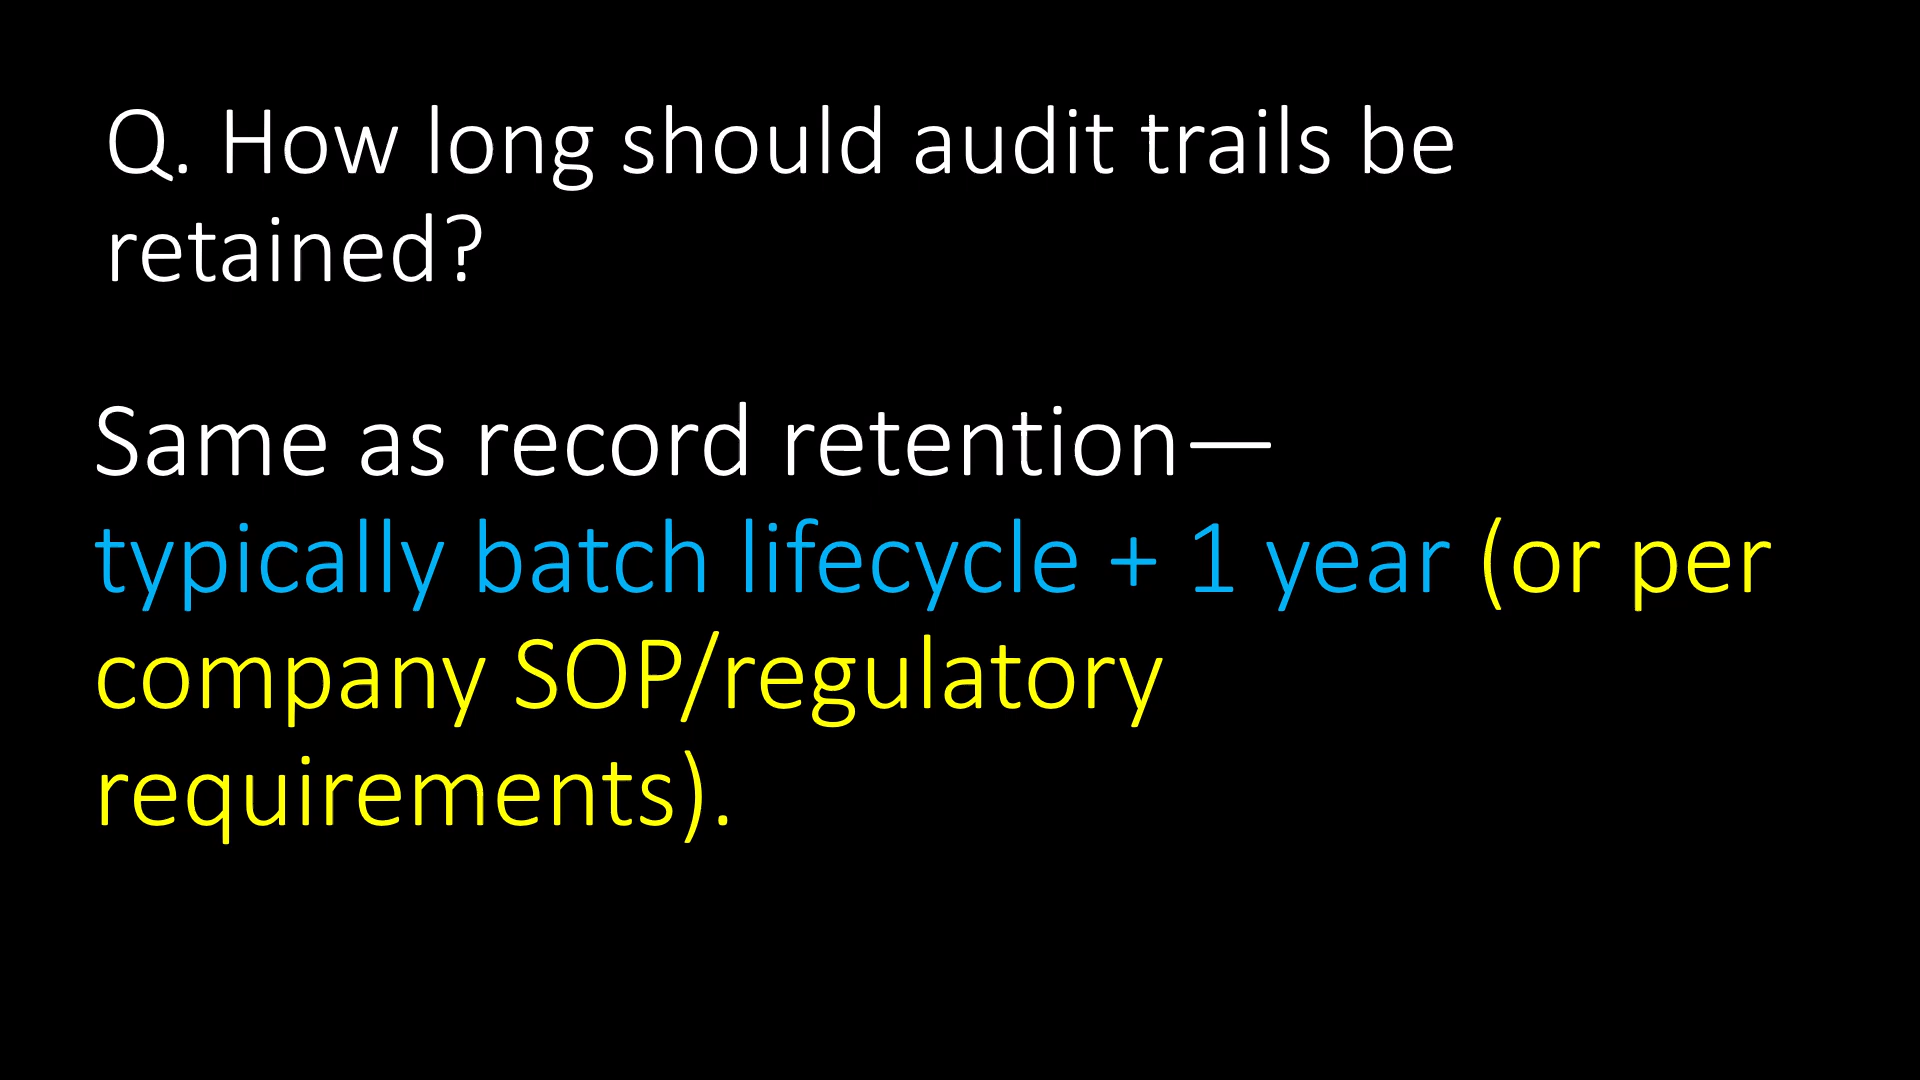 Q. How long should audit trails be
retained?
Same as record retention—
typically batch lifecycle + 1 year (or per
company SOP/regulatory
requirements).